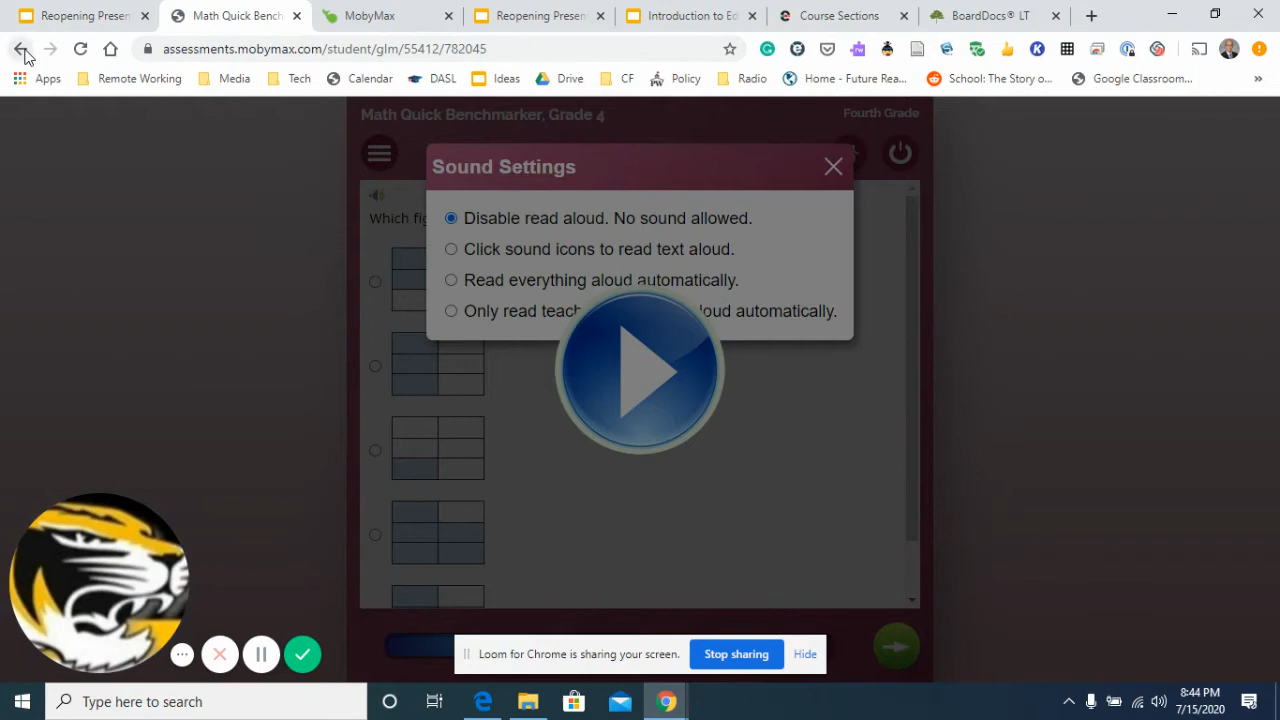 Reopening Presen
Math Quick Bench
MobyMax
Reopening Presen
Introduction to Ed
Course Sections
BoardDocs® LT
assessments.mobymax.com/student/glm/55412/782045
Apps
Remote Working
Media
Tech
Calendar
DASL
Ideas
Drive
CF
Policy
Radio
Home - Future Rea...
School: The Story o...
Google Classroom...
»
Math Quick Benchmarker, Grade 4
Fourth Grade
Sound Settings
Which fig
Disable read aloud. No sound allowed.
Click sound icons to read text aloud.
Read everything aloud automatically.
Only read teach
loud automatically.
Loom for Chrome is sharing your screen.
Stop sharing
Hide
Type here to search
8:44 PM
7/15/2020